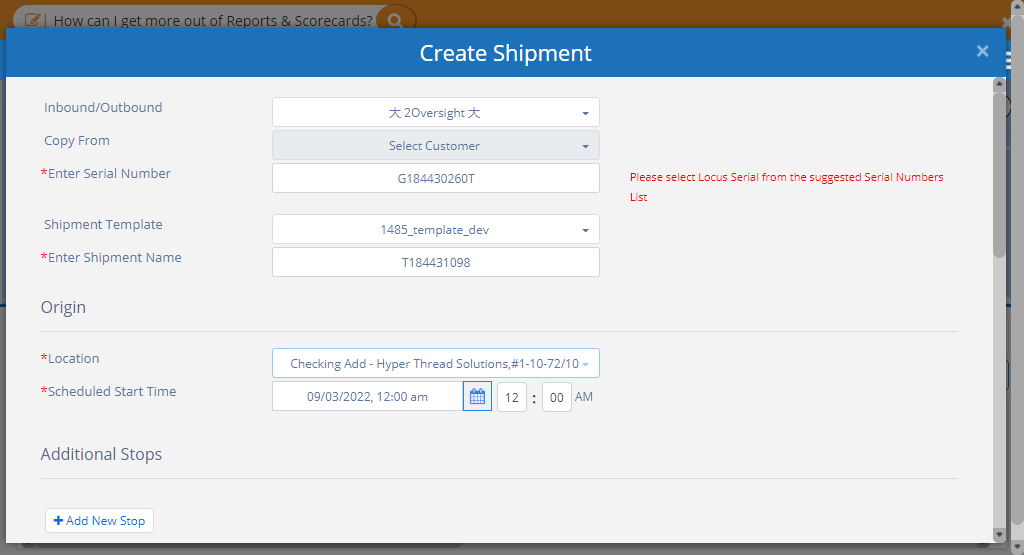 How can I get more out of Reports & Scorecards?
Create Shipment
Inbound/Outbound
大 2Oversight 大
Copy From
Select Customer
*Enter Serial Number
G184430260T
Please select Locus Serial from the suggested Serial Numbers
List
Shipment Template
1485_template_dev
*Enter Shipment Name
T184431098
Origin
*Location
Checking Add - Hyper Thread Solutions,#1-10-72/10
*Scheduled Start Time
09/03/2022, 12:00 am
12 : 00 AM
Additional Stops
Add New Stop